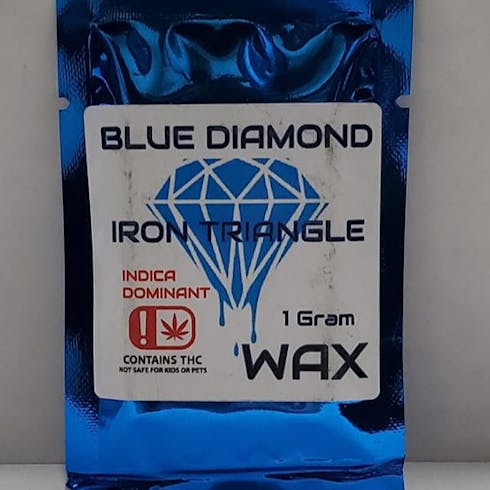 BLUE DIAMOND
IRON TRIANGLE
INDICA
DOMINANT
1 Gram
CONTAINS THC
NOT SAFE FOR KIDS OR PETS
WAX